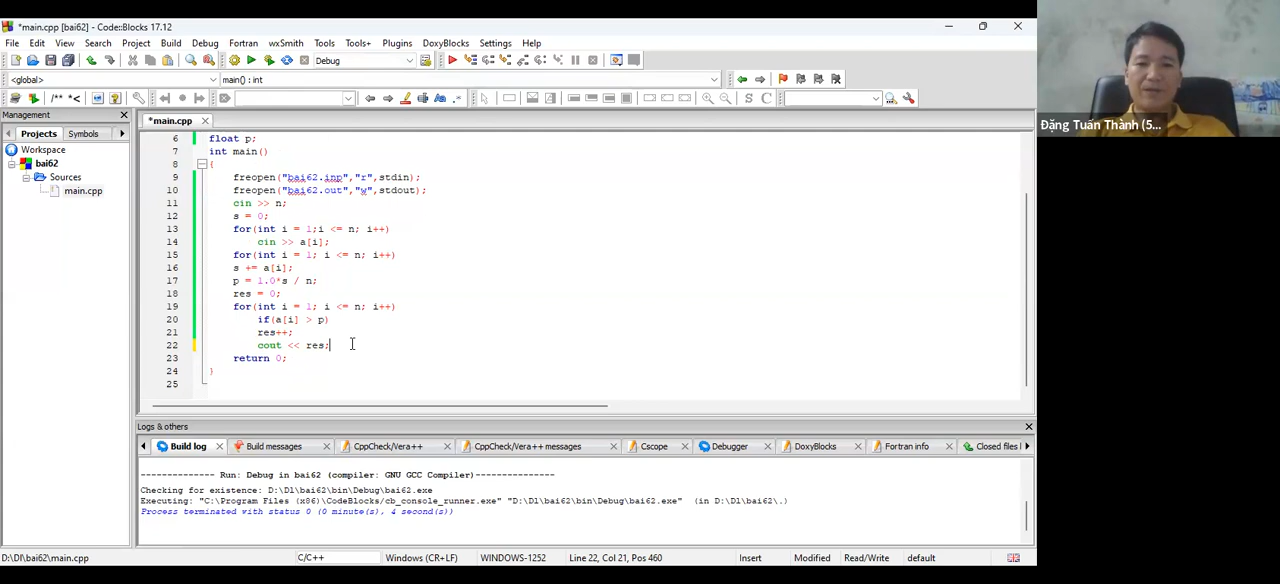 *main.cpp [bai62] - Code::Blocks 17.12
File Edit View Search Project Build Debug Fortran wxSmith Tools Tools+ Plugins DoxyBlocks Settings Help
Debug
<global> main() : int
/** *<
Management
*main.cpp
Projects Symbols
Workspace
bai62
Sources
main.cpp
6 float p;
7 int main()
8 {
9 freopen("bai62.inp","r",stdin);
10 freopen("bai62.out","w",stdout);
11 cin >> n;
12 s = 0;
13 for(int i = 1;i <= n; i++)
14 cin >> a[i];
15 for(int i = 1; i <= n; i++)
16 s += a[i];
17 p = 1.0*s / n;
18 res = 0;
19 for(int i = 1; i <= n; i++)
20 if(a[i] > p)
21 res++;
22 cout << res;
23 return 0;
24 }
25
Logs & others
Build log Build messages CppCheck/Vera++ CppCheck/Vera++ messages Cscope Debugger DoxyBlocks Fortran info Closed files l
-------------- Run: Debug in bai62 (compiler: GNU GCC Compiler)---------------
Checking for existence: D:\Dl\bai62\bin\Debug\bai62.exe
Executing: "C:\Program Files (x86)\CodeBlocks/cb_console_runner.exe" "D:\Dl\bai62\bin\Debug\bai62.exe" (in D:\Dl\bai62\.)
Process terminated with status 0 (0 minute(s), 4 second(s))
D:\Dl\bai62\main.cpp C/C++ Windows (CR+LF) WINDOWS-1252 Line 22, Col 21, Pos 460 Insert Modified Read/Write default
Đặng Tuấn Thành (5...